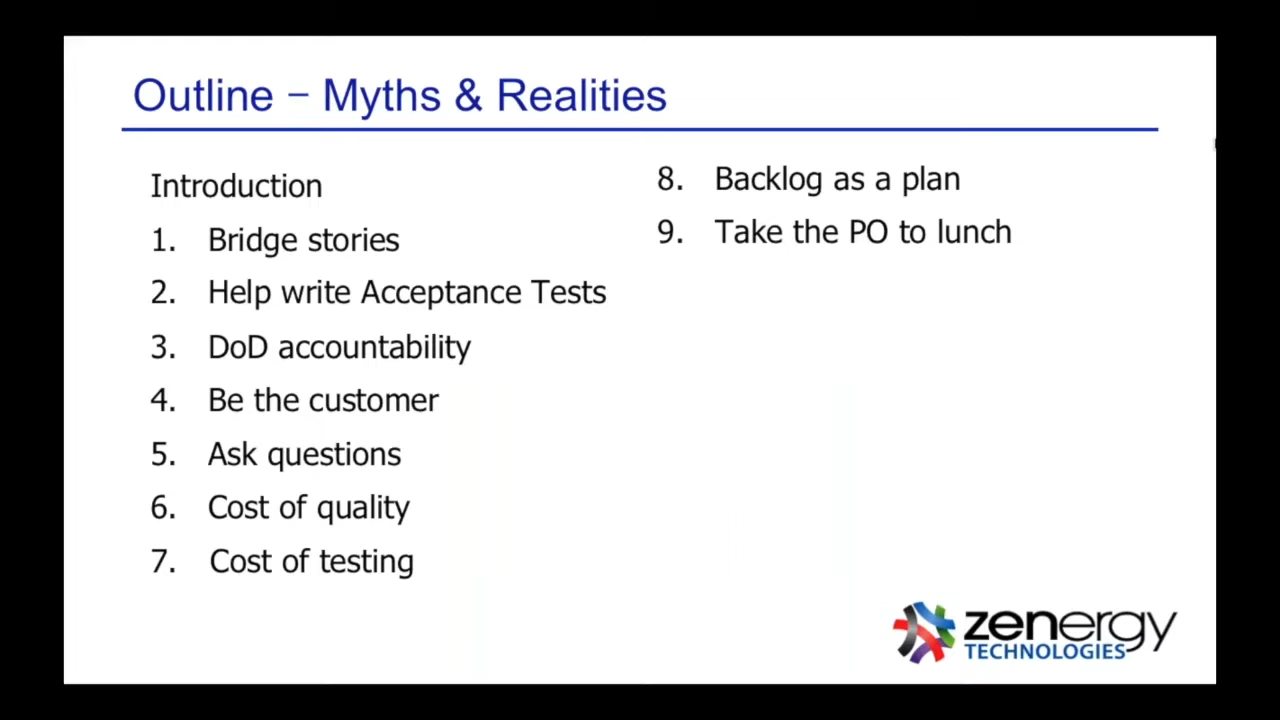 Outline – Myths & Realities
Introduction
1. Bridge stories
2. Help write Acceptance Tests
3. DoD accountability
4. Be the customer
5. Ask questions
6. Cost of quality
7. Cost of testing
8. Backlog as a plan
9. Take the PO to lunch
zenergy
TECHNOLOGIES